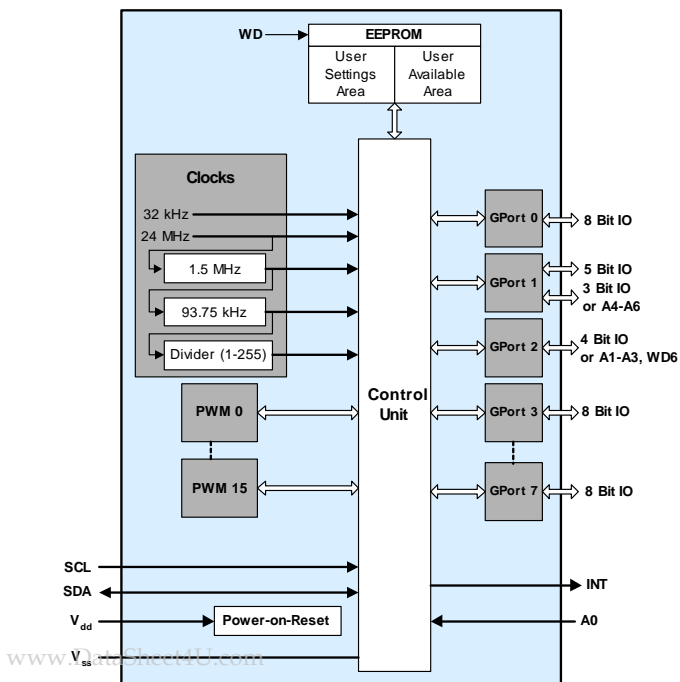 WD
EEPROM
User Settings Area
User Available Area
Clocks
32 kHz
24 MHz
1.5 MHz
93.75 kHz
Divider (1-255)
PWM 0
PWM 15
Control Unit
GPort 0
8 Bit IO
GPort 1
5 Bit IO
3 Bit IO
or A4-A6
GPort 2
4 Bit IO
or A1-A3, WD6
GPort 3
8 Bit IO
GPort 7
8 Bit IO
SCL
SDA
Vdd
Power-on-Reset
Vss
INT
A0
www.DataSheet4U.com